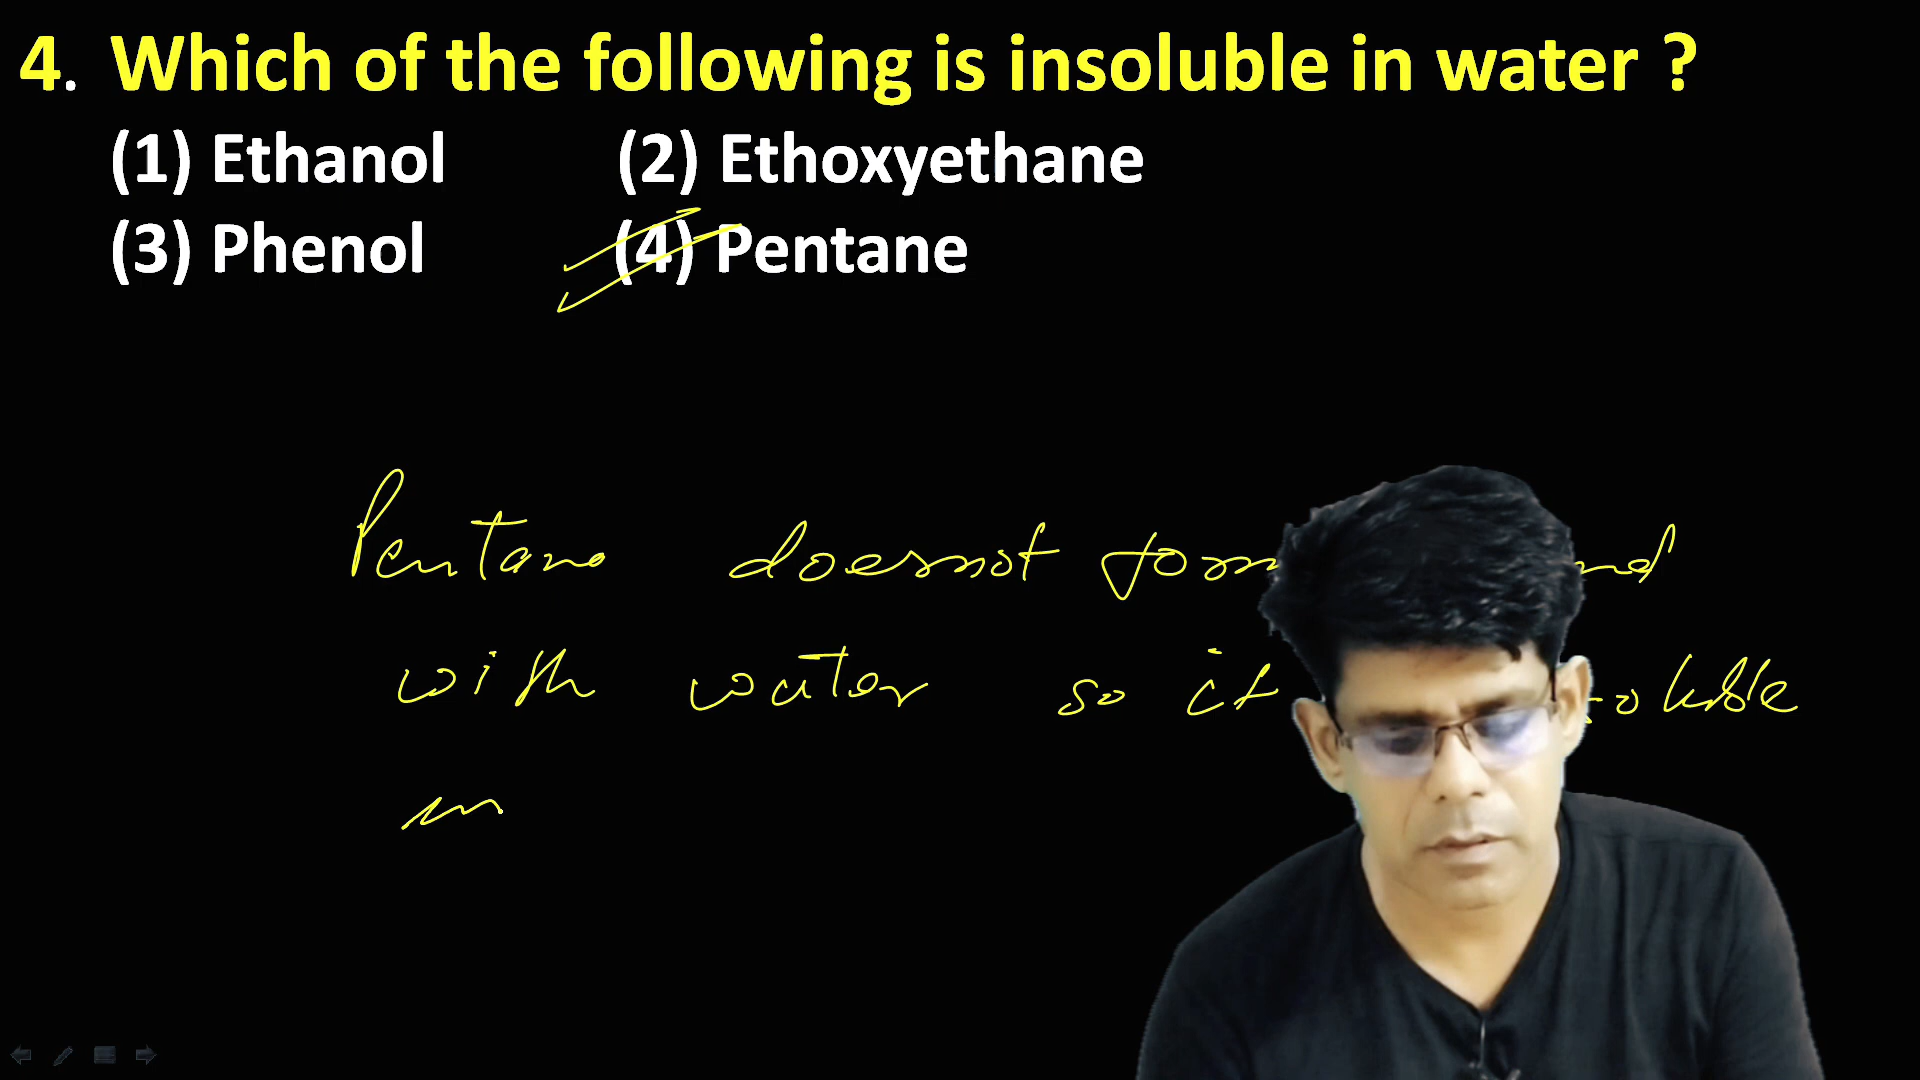 4. Which of the following is insoluble in water ?
(1) Ethanol (2) Ethoxyethane
(3) Phenol (4) Pentane
Pentane doesnot form
with water so it
in